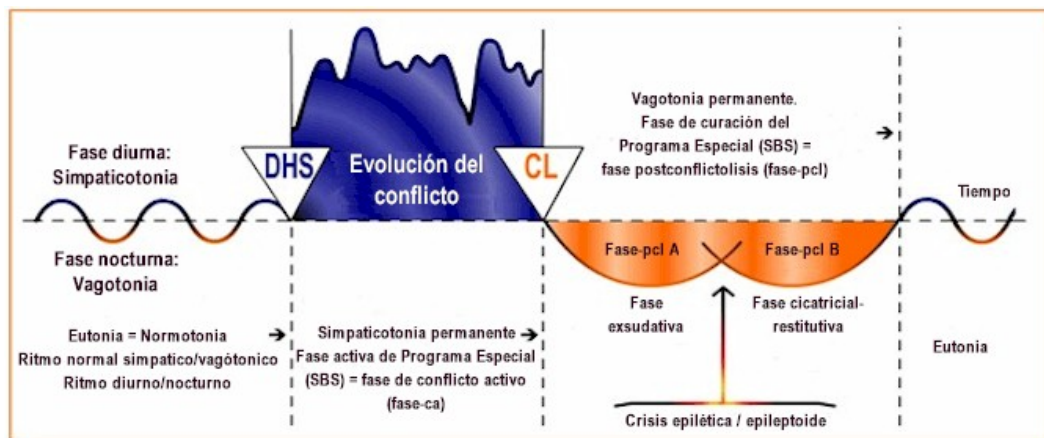 Fase diurna:
Simpaticotonia
Fase nocturna:
Vagotonia
Eutonia = Normotonia
Ritmo normal simpatico/vagótonico
Ritmo diurno/nocturno
DHS
Evolución del
conflicto
CL
Simpaticotonia permanente
Fase activa de Programa Especial
(SBS) = fase de conflicto activo
(fase-ca)
Vagotonia permanente.
Fase de curación del
Programa Especial (SBS) =
fase postconflictolisis (fase-pcl)
Fase-pcl A
Fase-pcl B
Fase
exsudativa
Fase cicatricial-
restitutiva
Crisis epilética / epileptoide
Tiempo
Eutonia